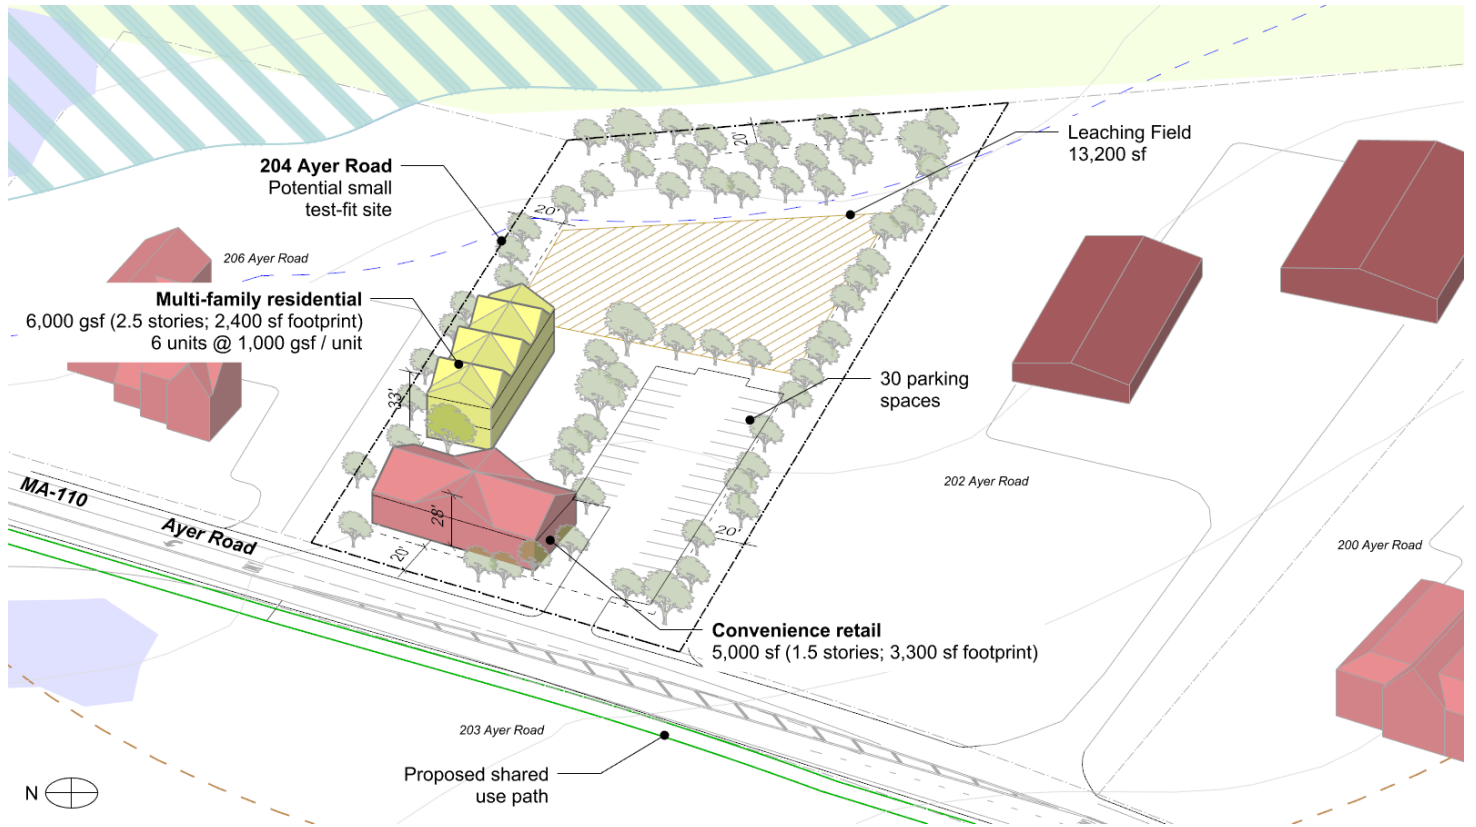 Leaching Field
13,200 sf
20'
204 Ayer Road
Potential small
test-fit site
20'
206 Ayer Road
Multi-family residential
6,000 gsf (2.5 stories; 2,400 sf footprint)
6 units @ 1,000 gsf / unit
30 parking
spaces
33'
202 Ayer Road
MA-110
Ayer Road
28'
20'
20'
200 Ayer Road
Convenience retail
5,000 sf (1.5 stories; 3,300 sf footprint)
203 Ayer Road
Proposed shared
use path
N